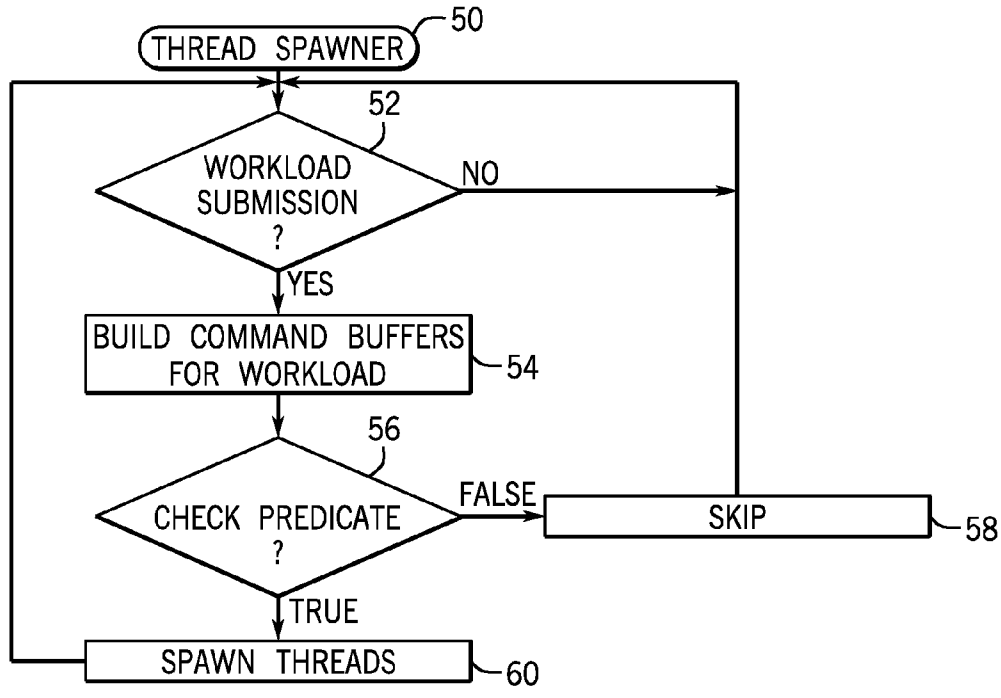 50
THREAD SPAWNER
52
WORKLOAD
SUBMISSION
?
NO
YES
BUILD COMMAND BUFFERS
FOR WORKLOAD
54
56
CHECK PREDICATE
?
FALSE
SKIP
58
TRUE
SPAWN THREADS
60